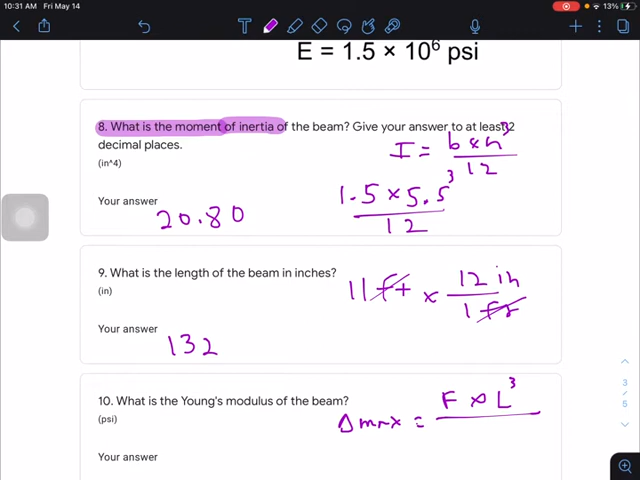 10:31 AM Fri May 14
13%
E = 1.5 × 10⁶ psi
8. What is the moment of inertia of the beam? Give your answer to at least 2
decimal places.
(in^4)
I = b × h³ / 12
1.5 × 5.5³ / 12
Your answer
20.80
9. What is the length of the beam in inches?
(in)
11 ft × 12 in / 1 ft
Your answer
132
3
/
5
10. What is the Young's modulus of the beam?
(psi)
Δmax = F × L³
Your answer